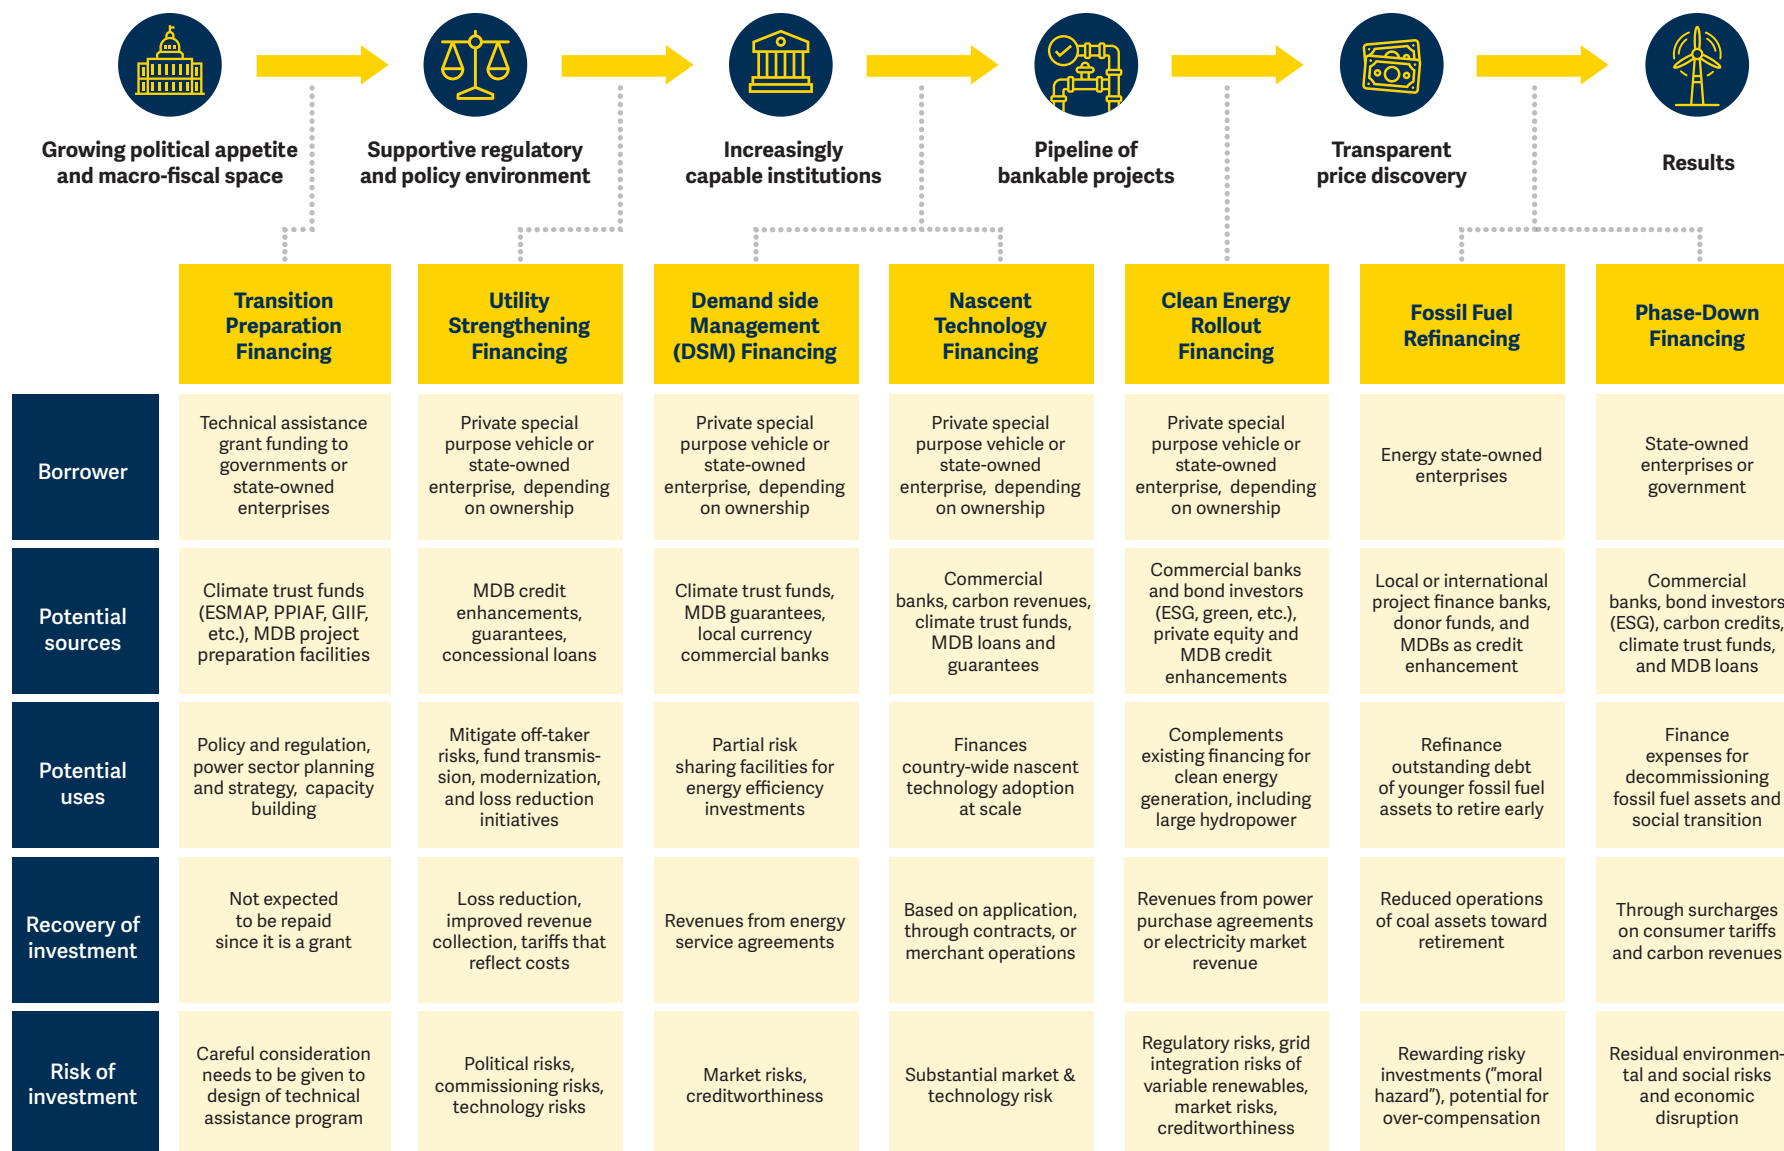 Growing political appetite
and macro-fiscal space
Supportive regulatory
and policy environment
Increasingly
capable institutions
Pipeline of
bankable projects
Transparent
price discovery
Results
Transition
Preparation
Financing
Utility
Strengthening
Financing
Demand side
Management
(DSM) Financing
Nascent
Technology
Financing
Clean Energy
Rollout
Financing
Fossil Fuel
Refinancing
Phase-Down
Financing
Borrower
Technical assistance
grant funding to
governments or
state-owned
enterprises
Private special
purpose vehicle or
state-owned
enterprise, depending
on ownership
Private special
purpose vehicle or
state-owned
enterprise, depending
on ownership
Private special
purpose vehicle or
state-owned
enterprise, depending
on ownership
Private special
purpose vehicle or
state-owned
enterprise, depending
on ownership
Energy state-owned
enterprises
State-owned
enterprises or
government
Potential
sources
Climate trust funds
(ESMAP, PPIAF, GIIF,
etc.), MDB project
preparation facilities
MDB credit
enhancements,
guarantees,
concessional loans
Climate trust funds,
MDB guarantees,
local currency
commercial banks
Commercial
banks, carbon revenues,
climate trust funds,
MDB loans and
guarantees
Commercial banks
and bond investors
(ESG, green, etc.),
private equity and
MDB credit
enhancements
Local or international
project finance banks,
donor funds, and
MDBs as credit
enhancement
Commercial
banks, bond investors
(ESG), carbon credits,
climate trust funds,
and MDB loans
Potential
uses
Policy and regulation,
power sector planning
and strategy, capacity
building
Mitigate off-taker
risks, fund transmis-
sion, modernization,
and loss reduction
initiatives
Partial risk
sharing facilities for
energy efficiency
investments
Finances
country-wide nascent
technology adoption
at scale
Complements
existing financing for
clean energy
generation, including
large hydropower
Refinance
outstanding debt
of younger fossil fuel
assets to retire early
Finance
expenses for
decommissioning
fossil fuel assets and
social transition
Recovery of
investment
Not expected
to be repaid
since it is a grant
Loss reduction,
improved revenue
collection, tariffs that
reflect costs
Revenues from energy
service agreements
Based on application,
through contracts, or
merchant operations
Revenues from power
purchase agreements
or electricity market
revenue
Reduced operations
of coal assets toward
retirement
Through surcharges
on consumer tariffs
and carbon revenues
Risk of
investment
Careful consideration
needs to be given to
design of technical
assistance program
Political risks,
commissioning risks,
technology risks
Market risks,
creditworthiness
Substantial market &
technology risk
Regulatory risks, grid
integration risks of
variable renewables,
market risks,
creditworthiness
Rewarding risky
investments ("moral
hazard"), potential for
over-compensation
Residual environmen-
tal and social risks
and economic
disruption